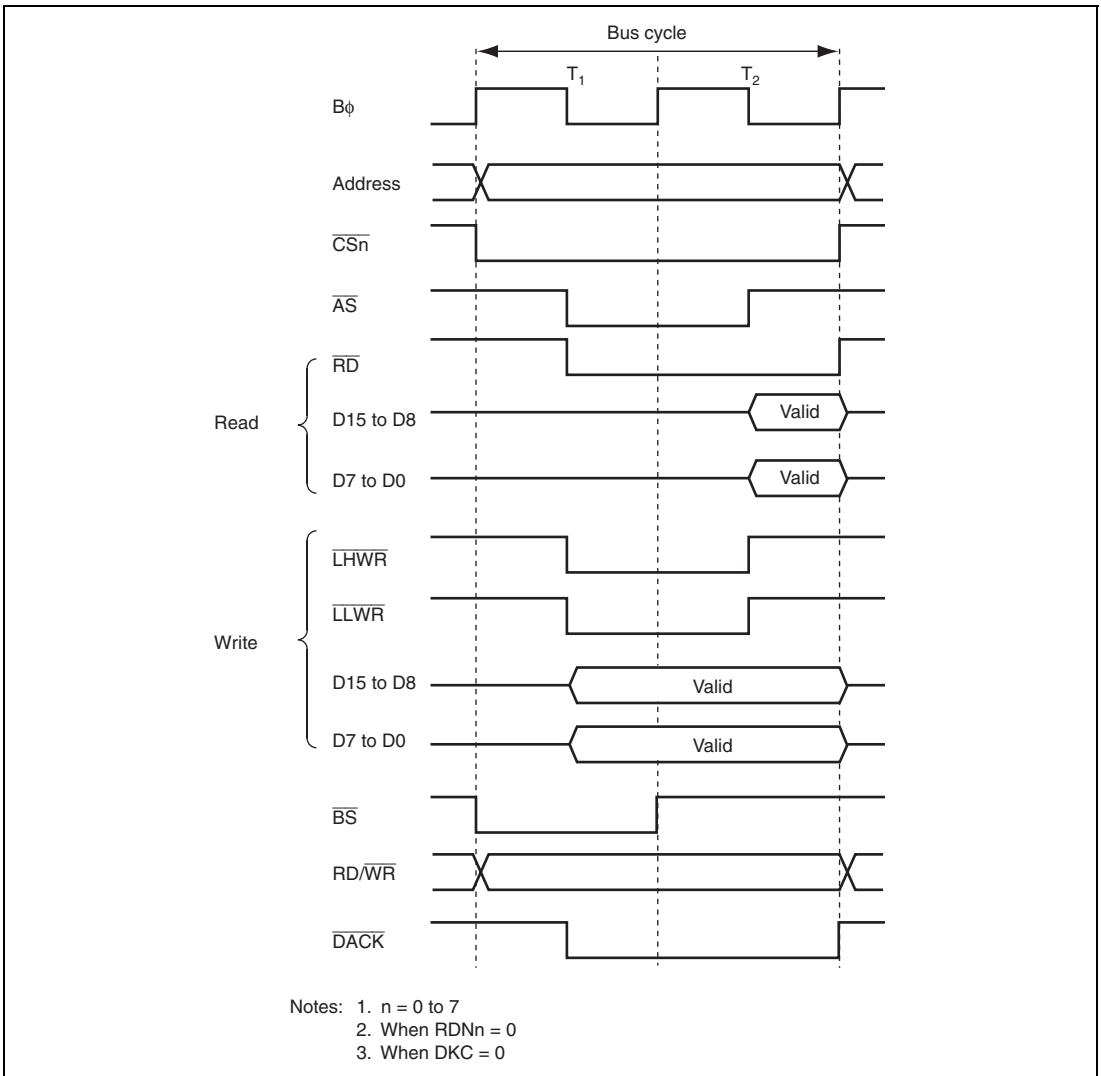 Bus cycle
T1 T2
Bϕ
Address
CSn
AS
RD
Read
D15 to D8 Valid
D7 to D0 Valid
LHWR
LLWR
Write
D15 to D8 Valid
D7 to D0 Valid
BS
RD/WR
DACK
Notes: 1. n = 0 to 7
2. When RDNn = 0
3. When DKC = 0